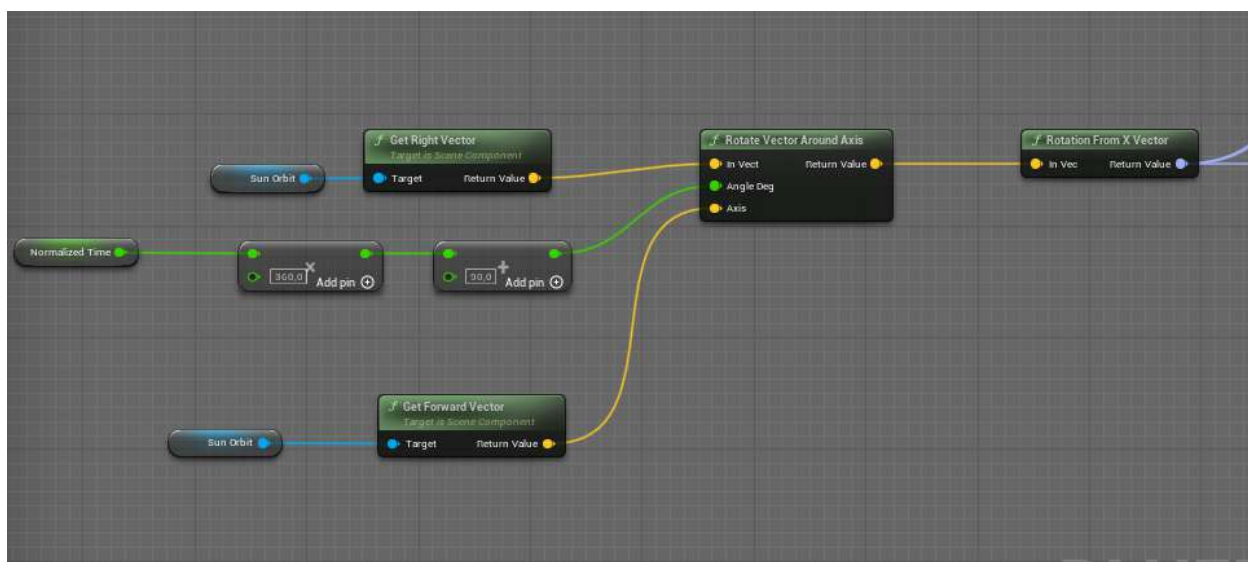 Get Right Vector
Target is Scene Component
Target Return Value
Sun Orbit
Rotate Vector Around Axis
In Vect Return Value
Angle Deg
Axis
Rotation From X Vector
In Vec Return Value
Normalized Time
360,0 × Add pin
90,0 + Add pin
Get Forward Vector
Target is Scene Component
Target Return Value
Sun Orbit